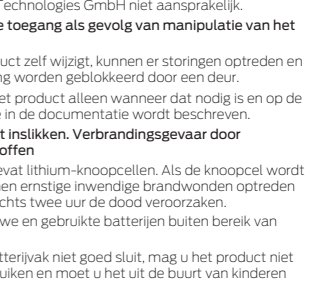 Technologies GmbH niet aansprakelijk.
e toegang als gevolg van manipulatie van het
uct zelf wijzigt, kunnen er storingen optreden en
ng worden geblokkeerd door een deur.
et product alleen wanneer dat nodig is en op de
e in de documentatie wordt beschreven.
t inslikken. Verbrandingsgevaar door
offen
evat lithium-knoopcellen. Als de knoopcel wordt
nen ernstige inwendige brandwonden optreden
echts twee uur de dood veroorzaken.
we en gebruikte batterijen buiten bereik van
tterijvak niet goed sluit, mag u het product niet
uiken en moet u het uit de buurt van kinderen